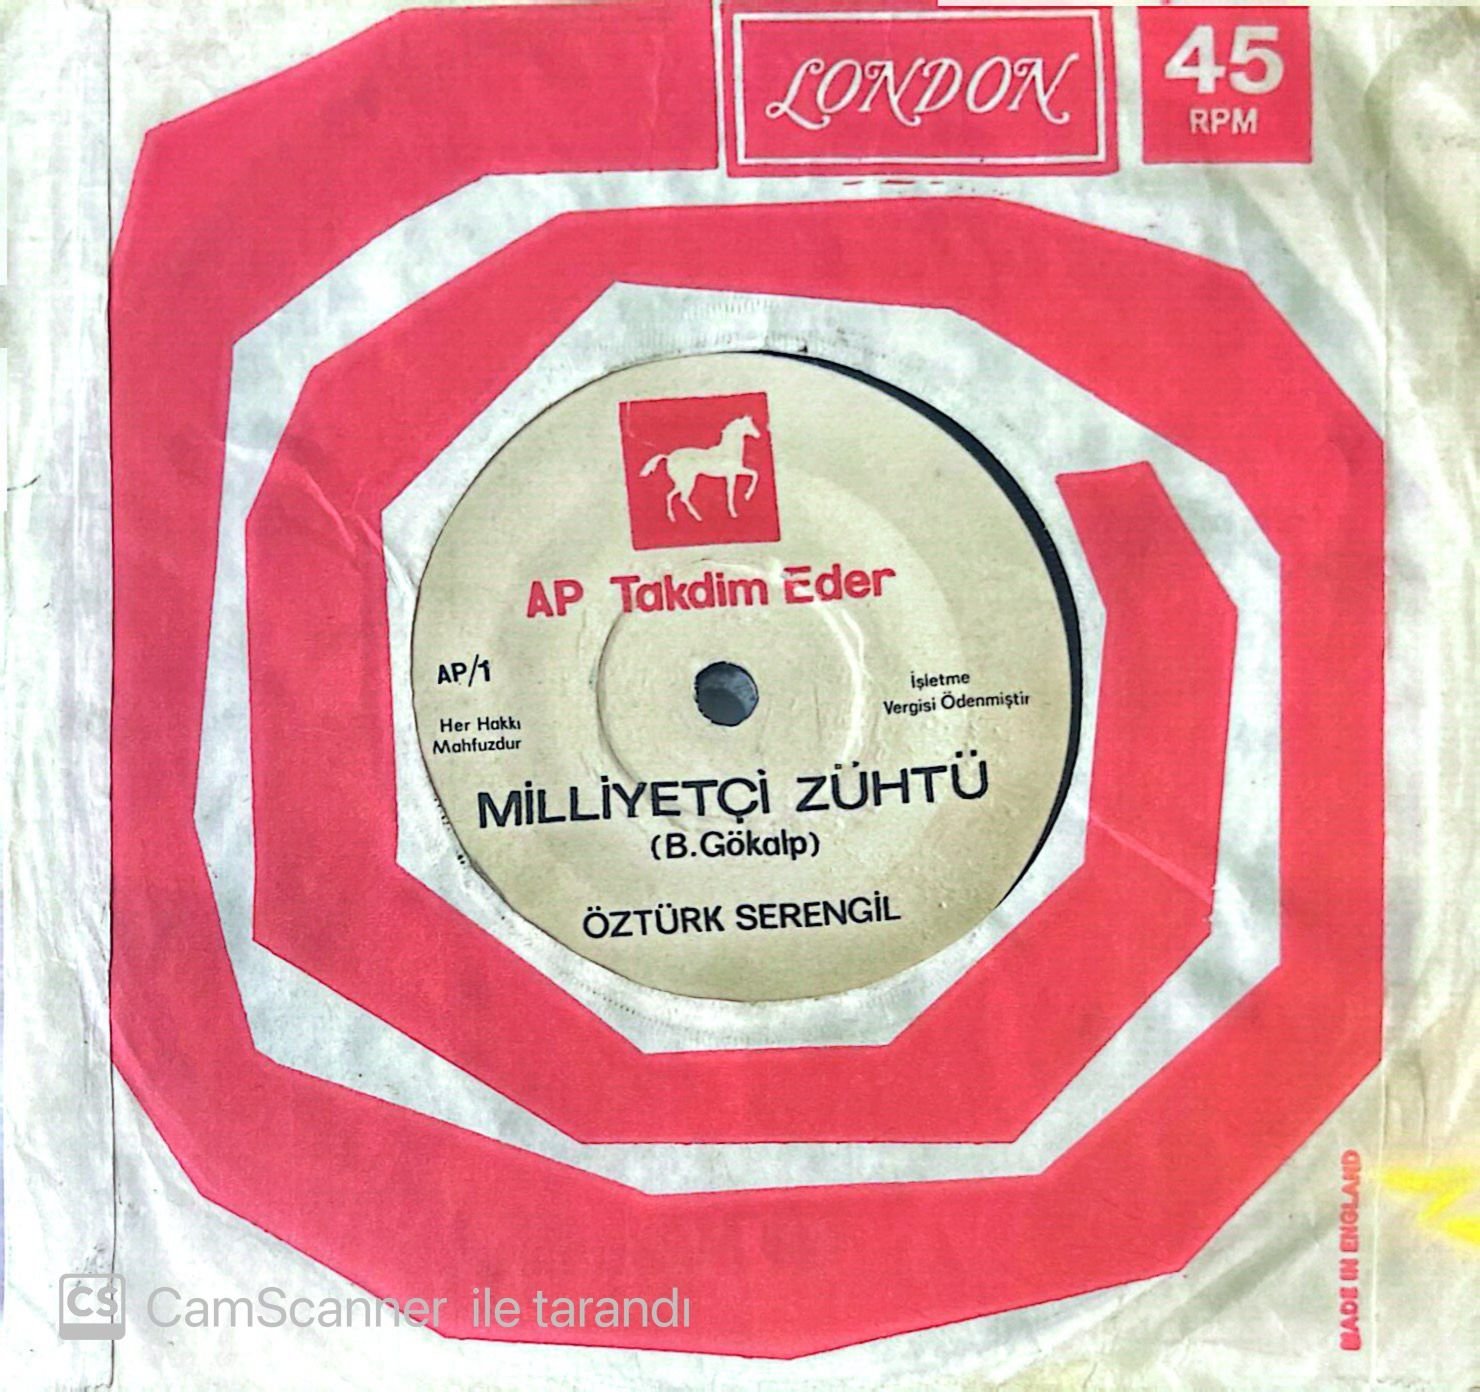 LONDON
45
RPM
AP Takdim Eder
AP/1
Her Hakkı
Mahfuzdur
İşletme
Vergisi Ödenmiştir
MİLLİYETÇİ ZÜHTÜ
(B.Gökalp)
ÖZTÜRK SERENGİL
MADE IN ENGLAND
CS CamScanner ile tarandı